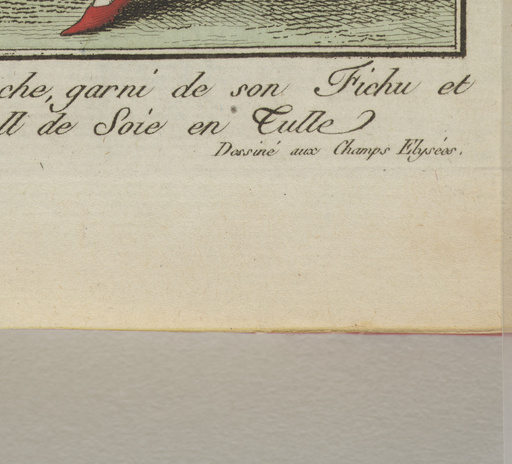 che, garni de son Fichu et
ll de Soie en Tulle
Dessiné aux Champs Elysées.